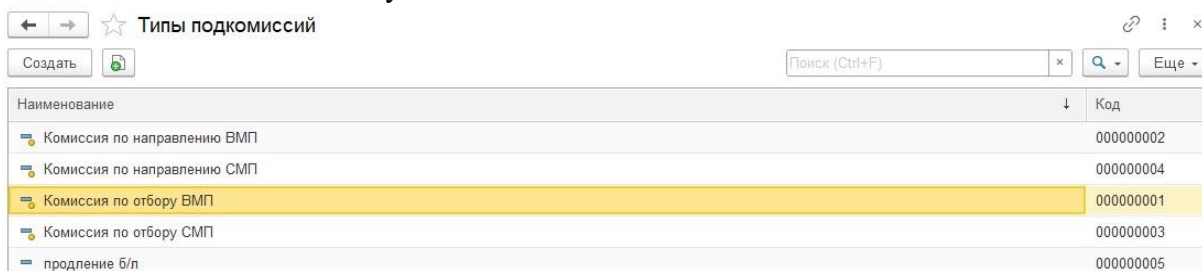 Типы подкомиссий
Создать Поиск (Ctrl+F) × Еще
Наименование ↓ Код
Комиссия по направлению ВМП 000000002
Комиссия по направлению СМП 000000004
Комиссия по отбору ВМП 000000001
Комиссия по отбору СМП 000000003
продление б/л 000000005